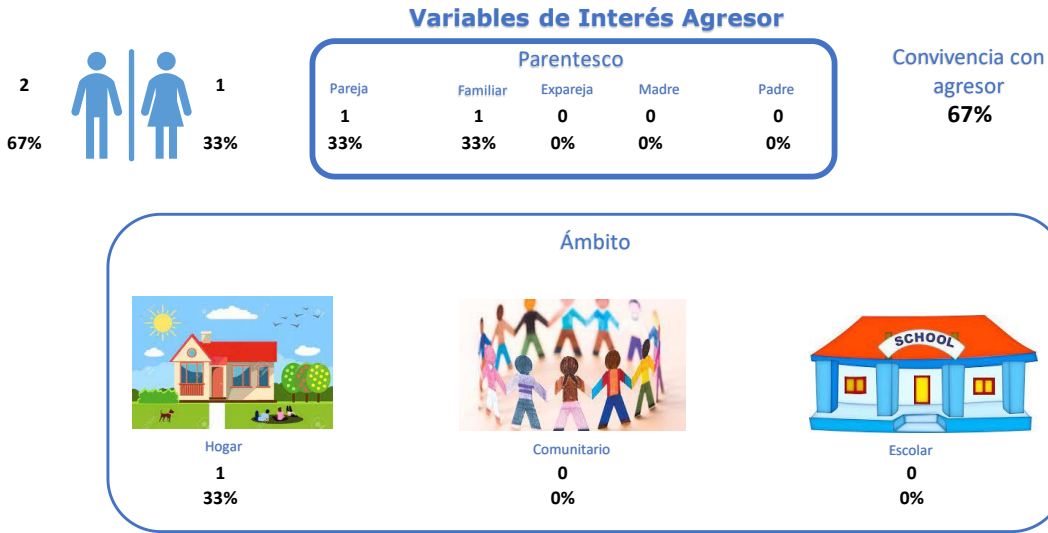 Variables de Interés Agresor
2
67%
1
33%
Parentesco
Pareja Familiar Expareja Madre Padre
1 1 0 0 0
33% 33% 0% 0% 0%
Convivencia con
agresor
67%
Ámbito
SCHOOL
Hogar Comunitario Escolar
1 0 0
33% 0% 0%